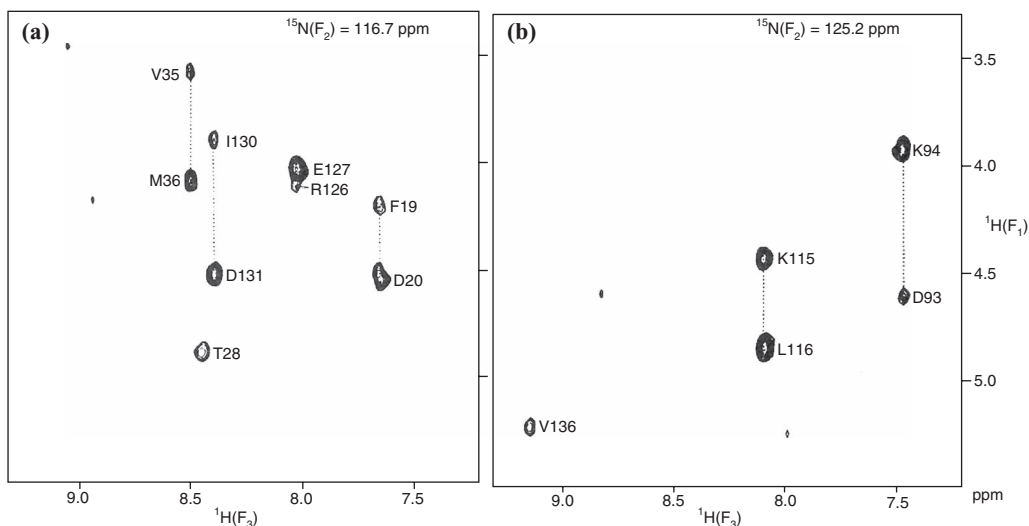 (a)
¹⁵N(F₂) = 116.7 ppm
V35
I130
E127
M36
R126
F19
D131
D20
T28
9.0 8.5 8.0 7.5
¹H(F₃)
(b)
¹⁵N(F₂) = 125.2 ppm
3.5
K94
4.0
¹H(F₁)
K115
4.5
D93
L116
5.0
V136
9.0 8.5 8.0 7.5 ppm
¹H(F₃)